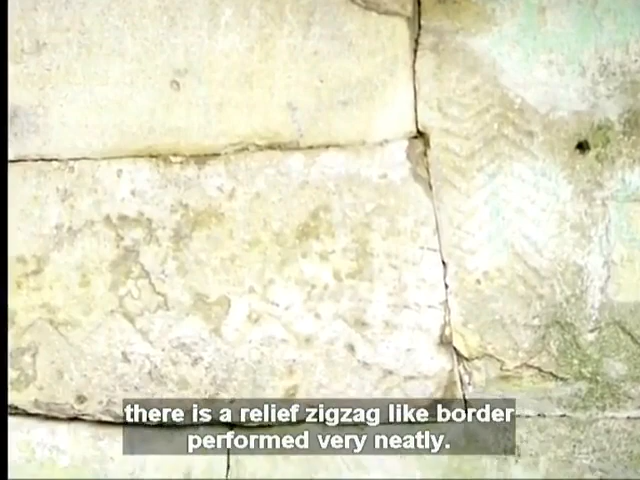 there is a relief zigzag like border
performed very neatly.